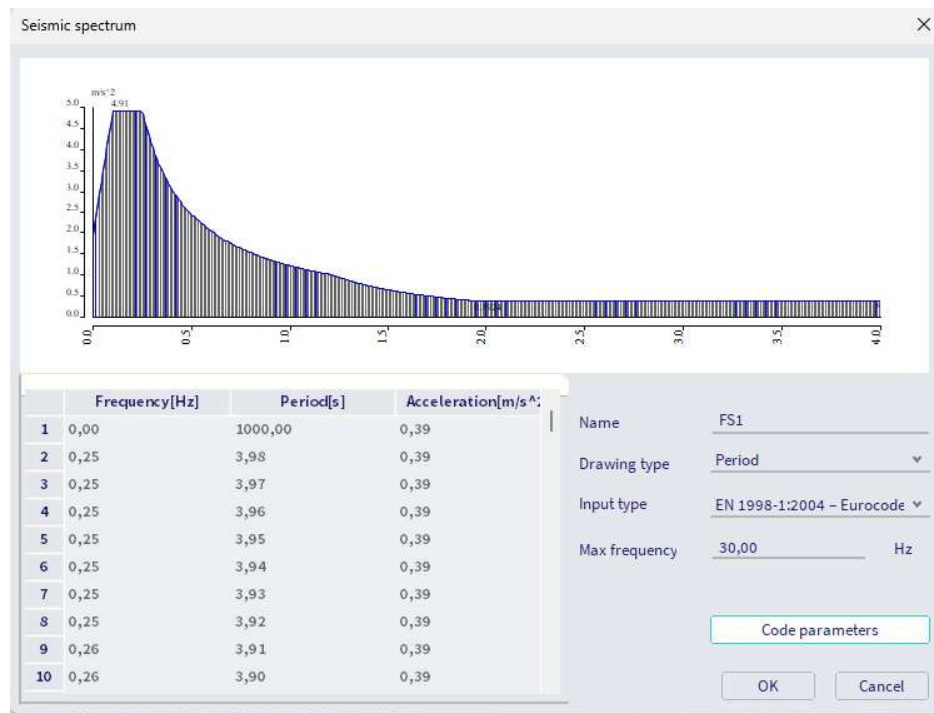 Seismic spectrum
m/s^2
4.91
5.0
4.5
4.0
3.5
3.0
2.5
2.0
1.5
1.0
0.5
0.0
0.0 0.5 1.0 1.5 2.0 2.5 3.0 3.5 4.0
Frequency[Hz] Period[s] Acceleration[m/s^2
1 0,00 1000,00 0,39
2 0,25 3,98 0,39
3 0,25 3,97 0,39
4 0,25 3,96 0,39
5 0,25 3,95 0,39
6 0,25 3,94 0,39
7 0,25 3,93 0,39
8 0,25 3,92 0,39
9 0,26 3,91 0,39
10 0,26 3,90 0,39
Name FS1
Drawing type Period
Input type EN 1998-1:2004 – Eurocode
Max frequency 30,00 Hz
Code parameters
OK Cancel